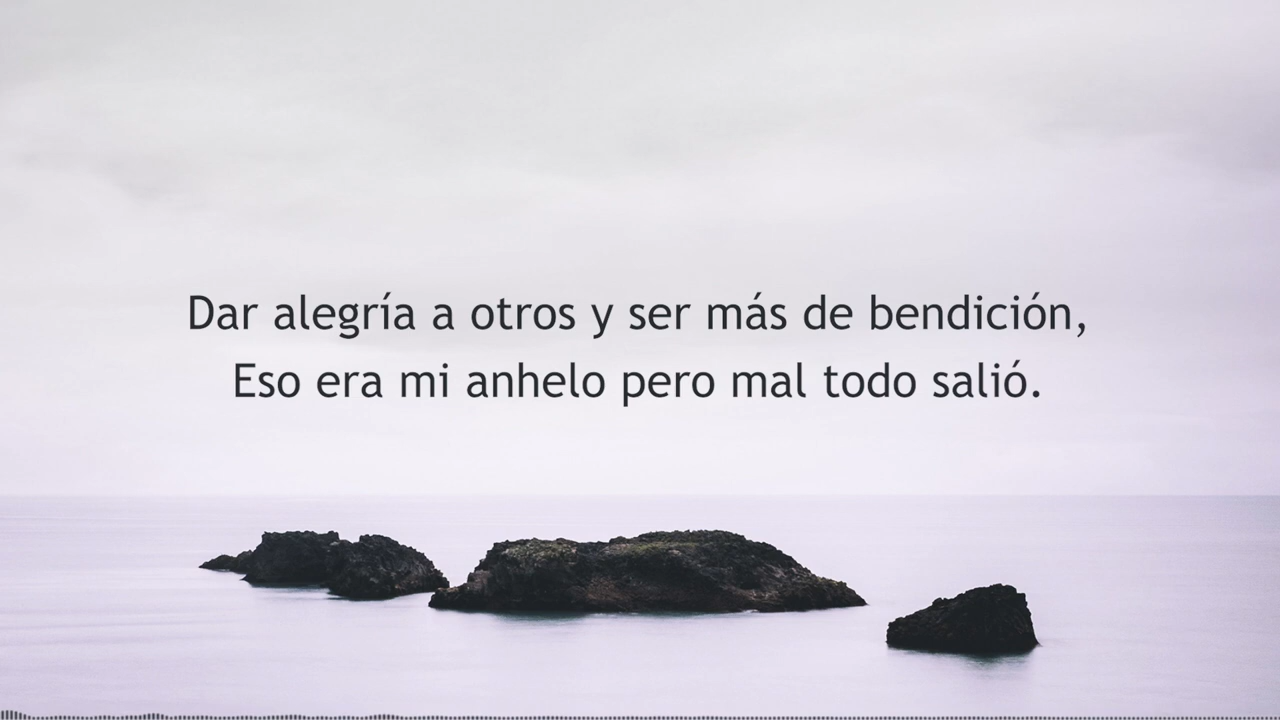 Dar alegría a otros y ser más de bendición,
Eso era mi anhelo pero mal todo salió.